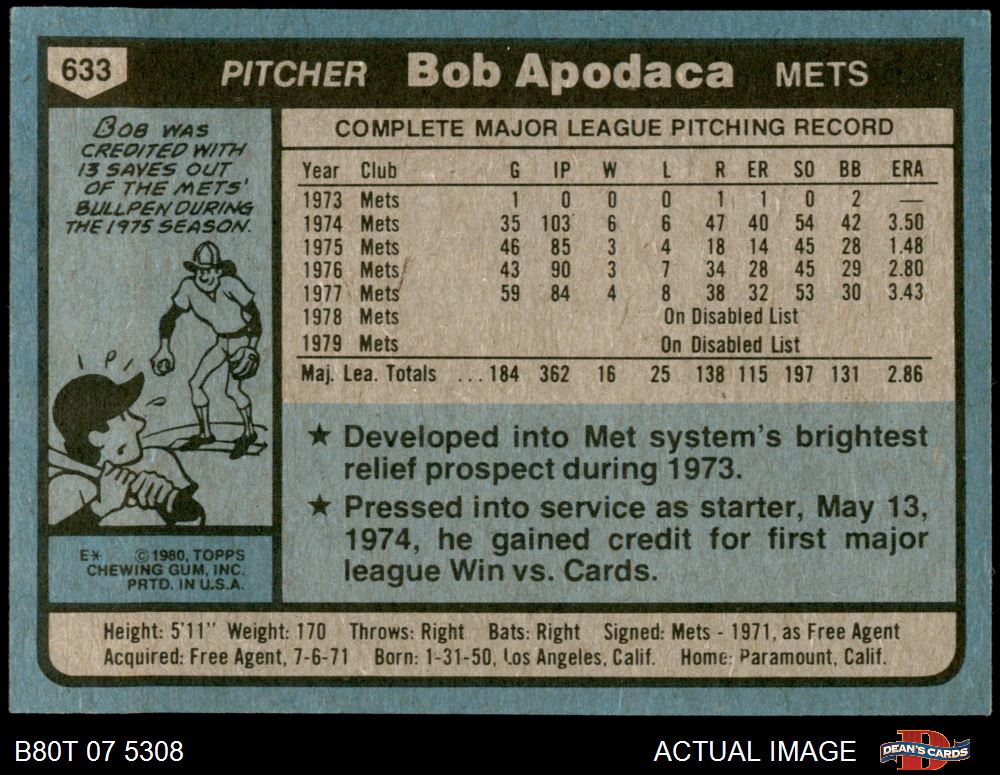 633 PITCHER Bob Apodaca METS
BOB WAS
CREDITED WITH
13 SAVES OUT
OF THE METS'
BULLPEN DURING
THE 1975 SEASON.
COMPLETE MAJOR LEAGUE PITCHING RECORD
Year Club G IP W L R ER SO BB ERA
1973 Mets 1 0 0 0 1 1 0 2 —
1974 Mets 35 103 6 6 47 40 54 42 3.50
1975 Mets 46 85 3 4 18 14 45 28 1.48
1976 Mets 43 90 3 7 34 28 45 29 2.80
1977 Mets 59 84 4 8 38 32 53 30 3.43
1978 Mets On Disabled List
1979 Mets On Disabled List
Maj. Lea. Totals ... 184 362 16 25 138 115 197 131 2.86
★ Developed into Met system's brightest
relief prospect during 1973.
★ Pressed into service as starter, May 13,
1974, he gained credit for first major
league Win vs. Cards.
E* © 1980, TOPPS
CHEWING GUM, INC.
PRTD. IN U.S.A.
Height: 5'11" Weight: 170 Throws: Right Bats: Right Signed: Mets - 1971, as Free Agent
Acquired: Free Agent, 7-6-71 Born: 1-31-50, Los Angeles, Calif. Home: Paramount, Calif.
B80T 07 5308 ACTUAL IMAGE DEAN'S CARDS